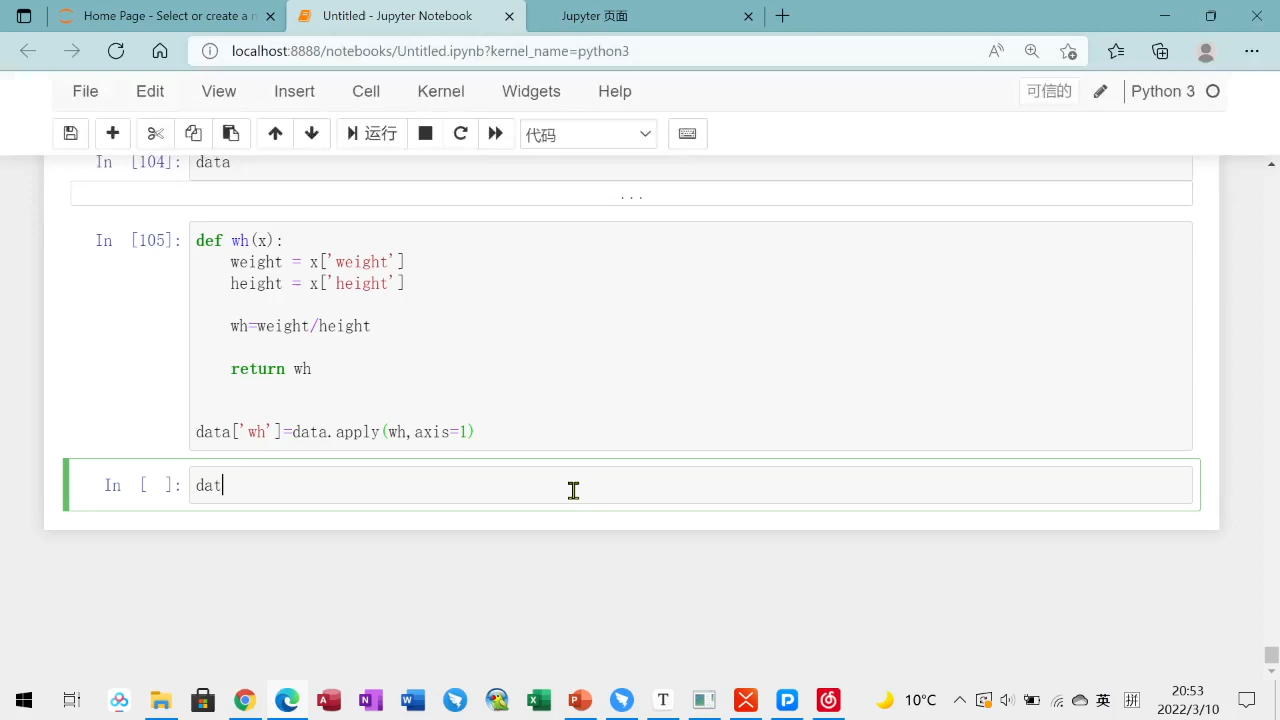 Home Page - Select or create a n
Untitled - Jupyter Notebook
Jupyter 页面
localhost:8888/notebooks/Untitled.ipynb?kernel_name=python3
File Edit View Insert Cell Kernel Widgets Help
可信的
Python 3
运行
代码
In [104]: data
...
In [105]: def wh(x):
weight = x['weight']
height = x['height']
wh=weight/height
return wh
data['wh']=data.apply(wh,axis=1)
In [ ]: dat
10°C
英
拼
20:53
2022/3/10